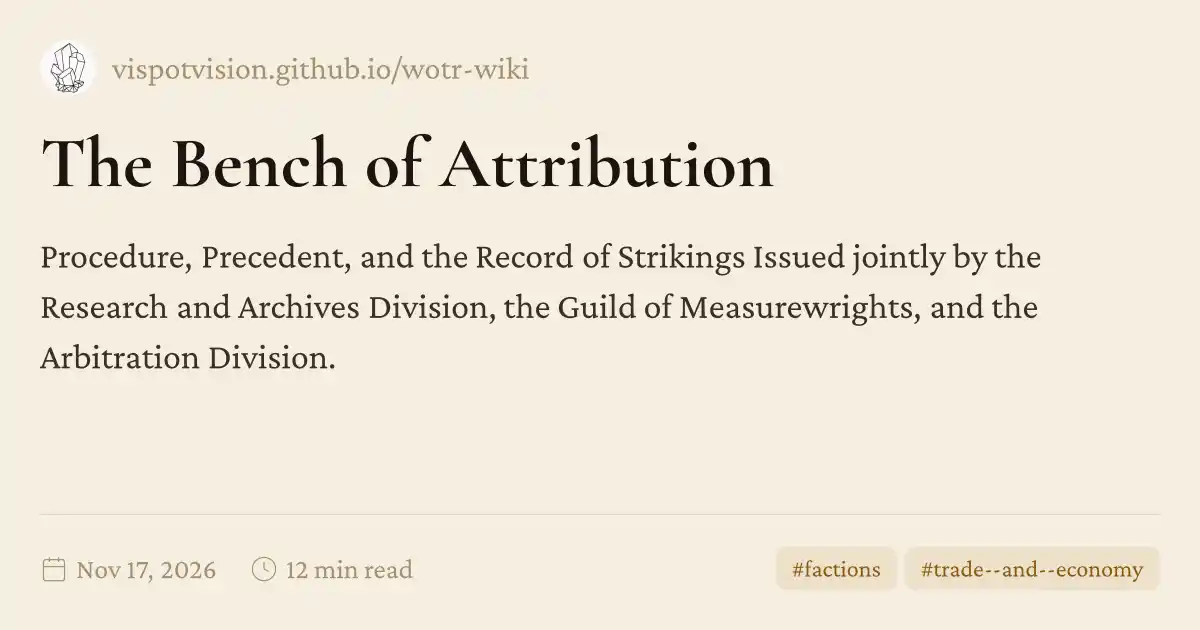 vispotvision.github.io/wotr-wiki
The Bench of Attribution
Procedure, Precedent, and the Record of Strikings Issued jointly by the
Research and Archives Division, the Guild of Measurewrights, and the
Arbitration Division.
Nov 17, 2026 12 min read #factions #trade--and--economy